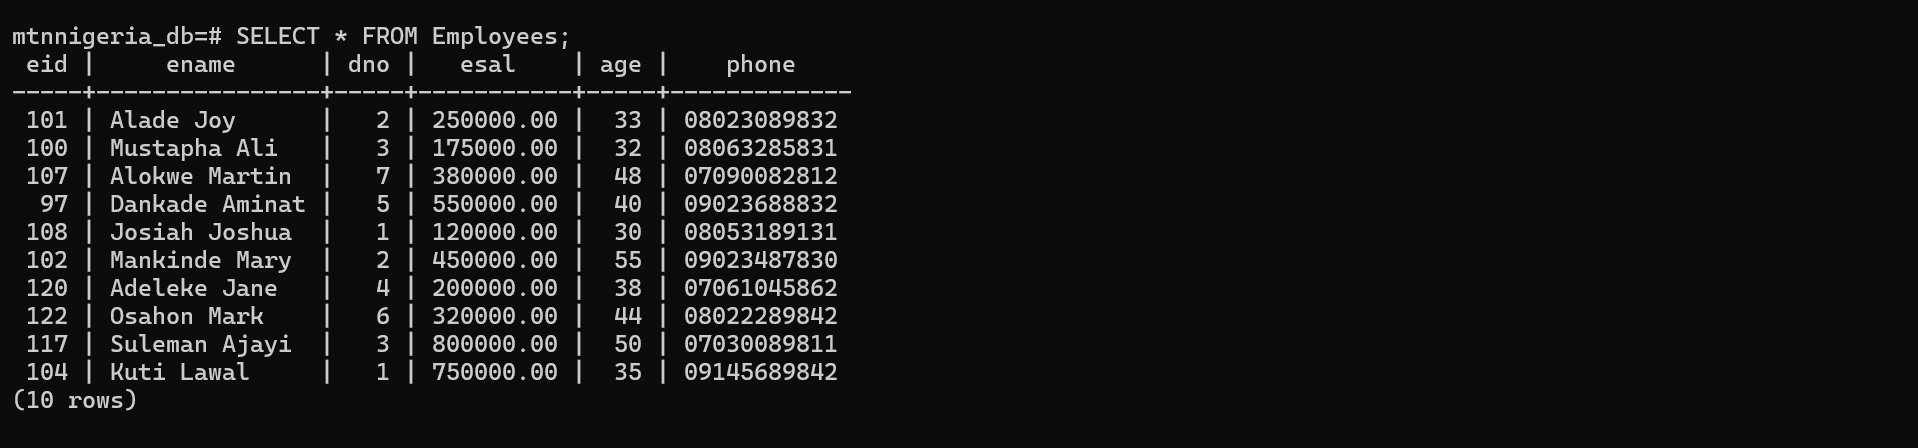 mtnnigeria_db=# SELECT * FROM Employees;
 eid |     ename      | dno |   esal    | age |    phone
-----+----------------+-----+-----------+-----+-------------
 101 | Alade Joy      |   2 | 250000.00 |  33 | 08023089832
 100 | Mustapha Ali   |   3 | 175000.00 |  32 | 08063285831
 107 | Alokwe Martin  |   7 | 380000.00 |  48 | 07090082812
  97 | Dankade Aminat |   5 | 550000.00 |  40 | 09023688832
 108 | Josiah Joshua  |   1 | 120000.00 |  30 | 08053189131
 102 | Mankinde Mary  |   2 | 450000.00 |  55 | 09023487830
 120 | Adeleke Jane   |   4 | 200000.00 |  38 | 07061045862
 122 | Osahon Mark    |   6 | 320000.00 |  44 | 08022289842
 117 | Suleman Ajayi  |   3 | 800000.00 |  50 | 07030089811
 104 | Kuti Lawal     |   1 | 750000.00 |  35 | 09145689842
(10 rows)